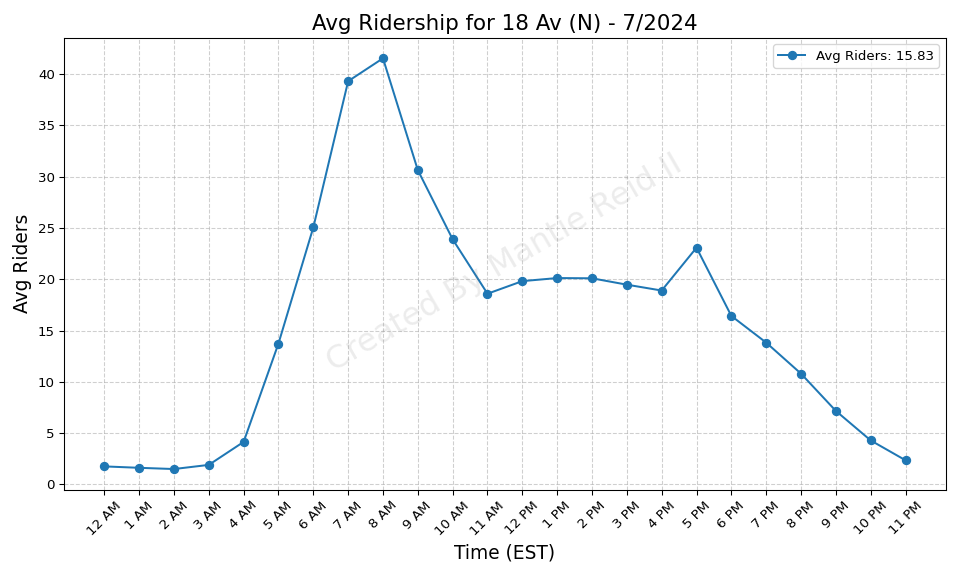 Avg Ridership for 18 Av (N) - 7/2024
Avg Riders: 15.83
Avg Riders
40
35
30
25
20
15
10
5
0
Created By Mantie Reid II
12 AM
1 AM
2 AM
3 AM
4 AM
5 AM
6 AM
7 AM
8 AM
9 AM
10 AM
11 AM
12 PM
1 PM
2 PM
3 PM
4 PM
5 PM
6 PM
7 PM
8 PM
9 PM
10 PM
11 PM
Time (EST)